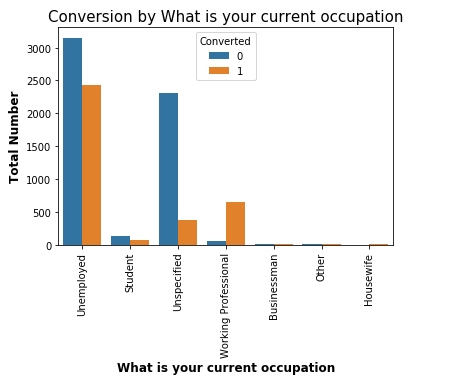 Conversion by What is your current occupation
Converted
0
1
Total Number
3000
2500
2000
1500
1000
500
0
Unemployed
Student
Unspecified
Working Professional
Businessman
Other
Housewife
What is your current occupation